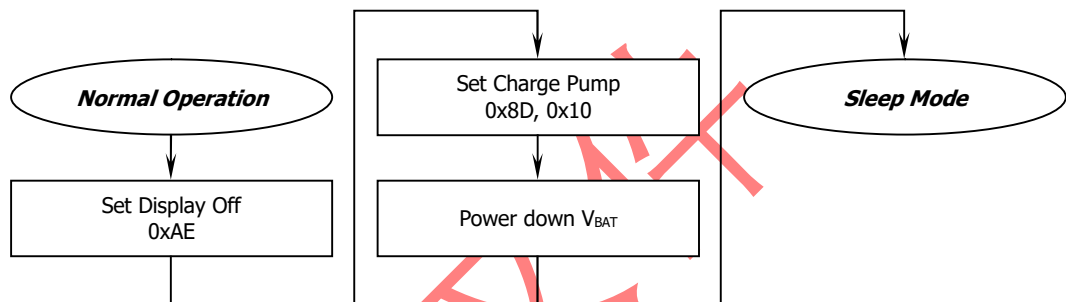 Normal Operation
Set Display Off
0xAE
Set Charge Pump
0x8D, 0x10
Power down VBAT
Sleep Mode